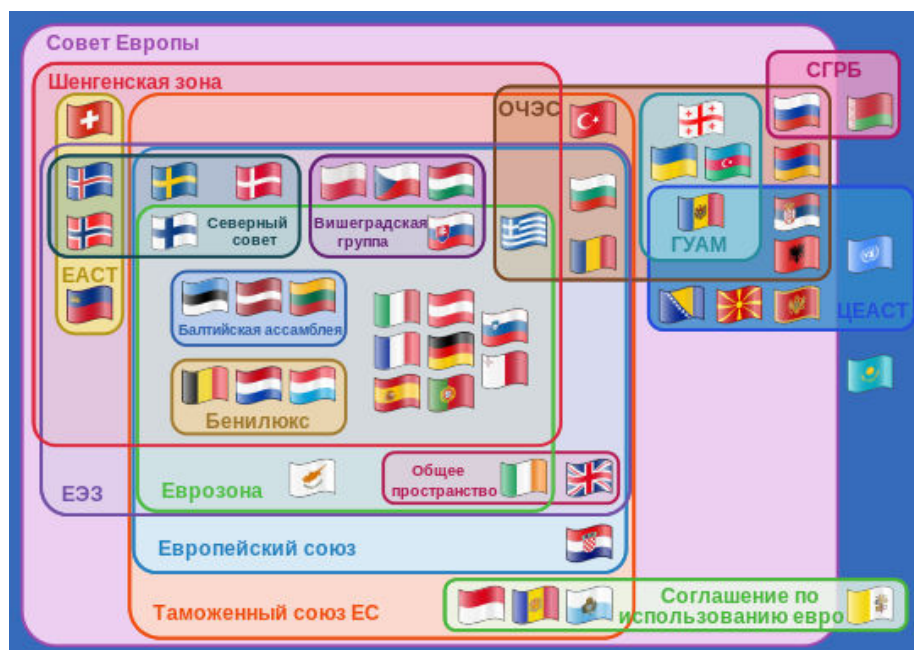 Совет Европы
Шенгенская зона
СГРБ
ОЧЭС
Северный
совет
Вишеградская
группа
ГУАМ
ЕАСТ
ЦЕАСТ
Балтийская ассамблея
Бенилюкс
Общее
пространство
Еврозона
ЕЭЗ
Европейский союз
Таможенный союз ЕС
Соглашение по
использованию евро